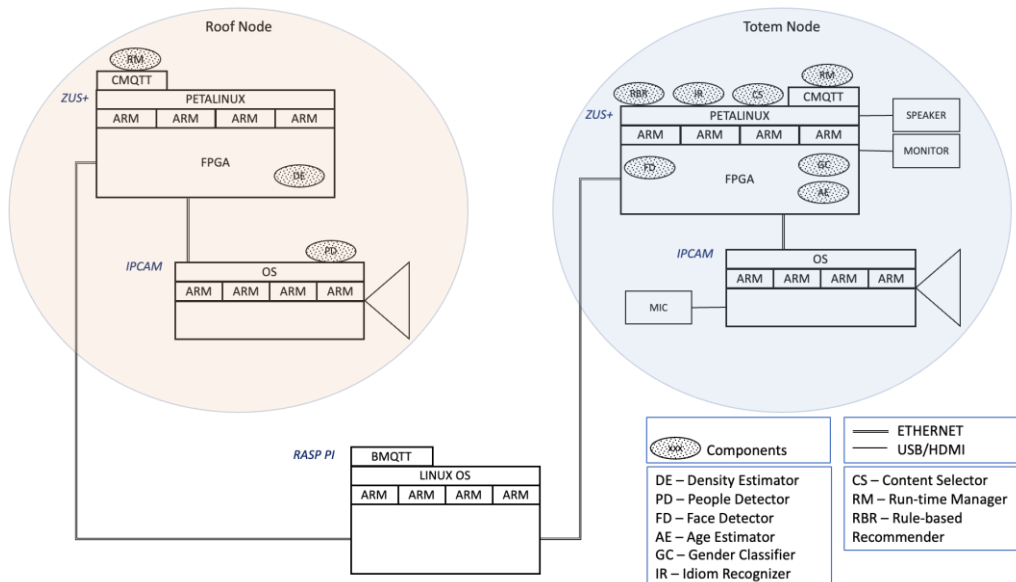 Roof Node
RM
CMQTT
ZUS+
PETALINUX
ARM ARM ARM ARM
FPGA
DE
PD
IPCAM
OS
ARM ARM ARM ARM
Totem Node
RBR IR CS RM
CMQTT
ZUS+
PETALINUX
SPEAKER
ARM ARM ARM ARM
MONITOR
FD
GC
FPGA
AE
IPCAM
OS
ARM ARM ARM ARM
MIC
RASP PI
BMQTT
LINUX OS
ARM ARM ARM ARM
xxx Components
DE – Density Estimator
PD – People Detector
FD – Face Detector
AE – Age Estimator
GC – Gender Classifier
IR – Idiom Recognizer
ETHERNET
USB/HDMI
CS – Content Selector
RM – Run-time Manager
RBR – Rule-based
Recommender